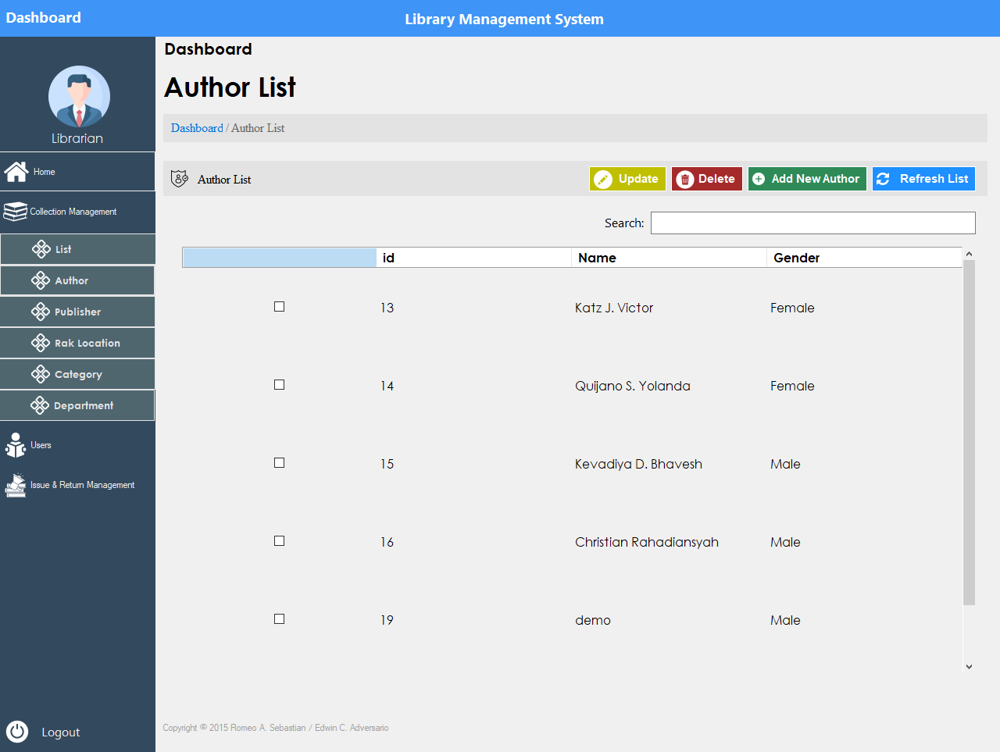 Dashboard
Library Management System
Librarian
Home
Collection Management
List
Author
Publisher
Rak Location
Category
Department
Users
Issue & Return Management
Logout
Dashboard
Author List
Dashboard / Author List
Author List
Update
Delete
Add New Author
Refresh List
Search:
id Name Gender
13 Katz J. Victor Female
14 Quijano S. Yolanda Female
15 Kevadiya D. Bhavesh Male
16 Christian Rahadiansyah Male
19 demo Male
Copyright © 2015 Romeo A. Sebastian / Edwin C. Adversario